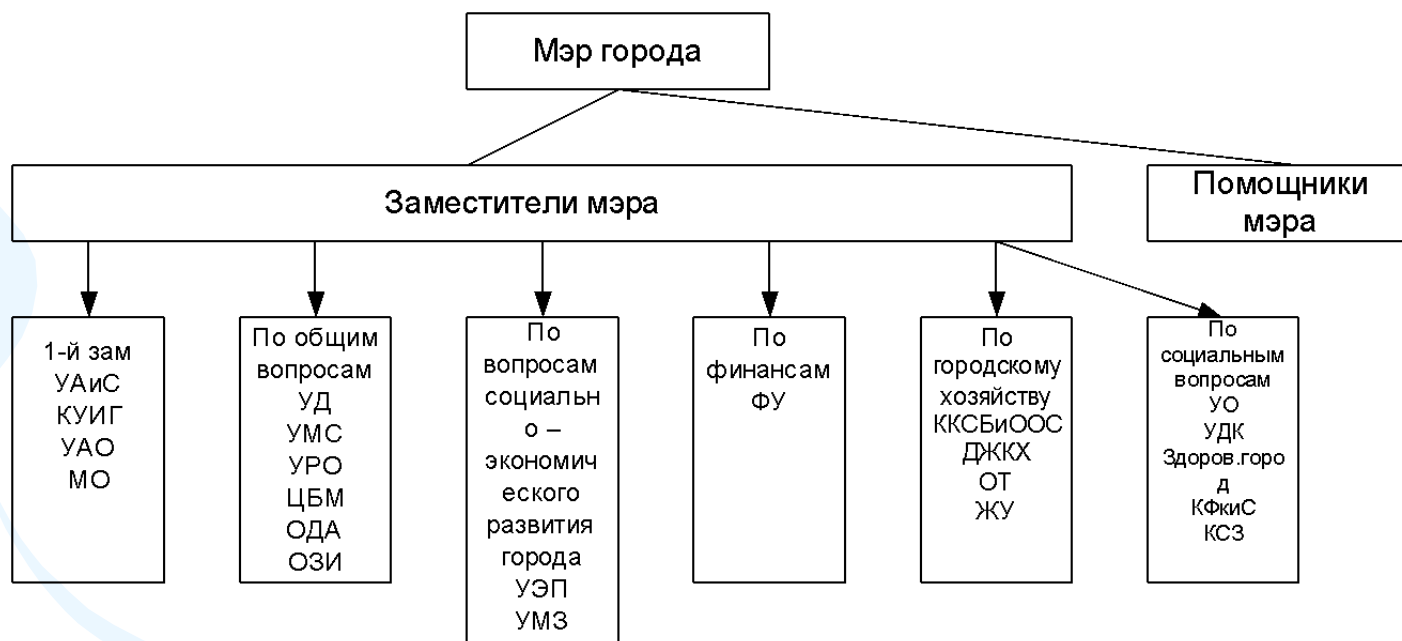 Мэр города
Заместители мэра
Помощники
мэра
1-й зам
УАиС
КУИГ
УАО
МО
По общим
вопросам
УД
УМС
УРО
ЦБМ
ОДА
ОЗИ
По
вопросам
социальн
о –
экономич
еского
развития
города
УЭП
УМЗ
По
финансам
ФУ
По
городскому
хозяйству
ККСБиООС
ДЖКХ
ОТ
ЖУ
По
социальным
вопросам
УО
УДК
Здоров.горо
д
КФкиС
КСЗ